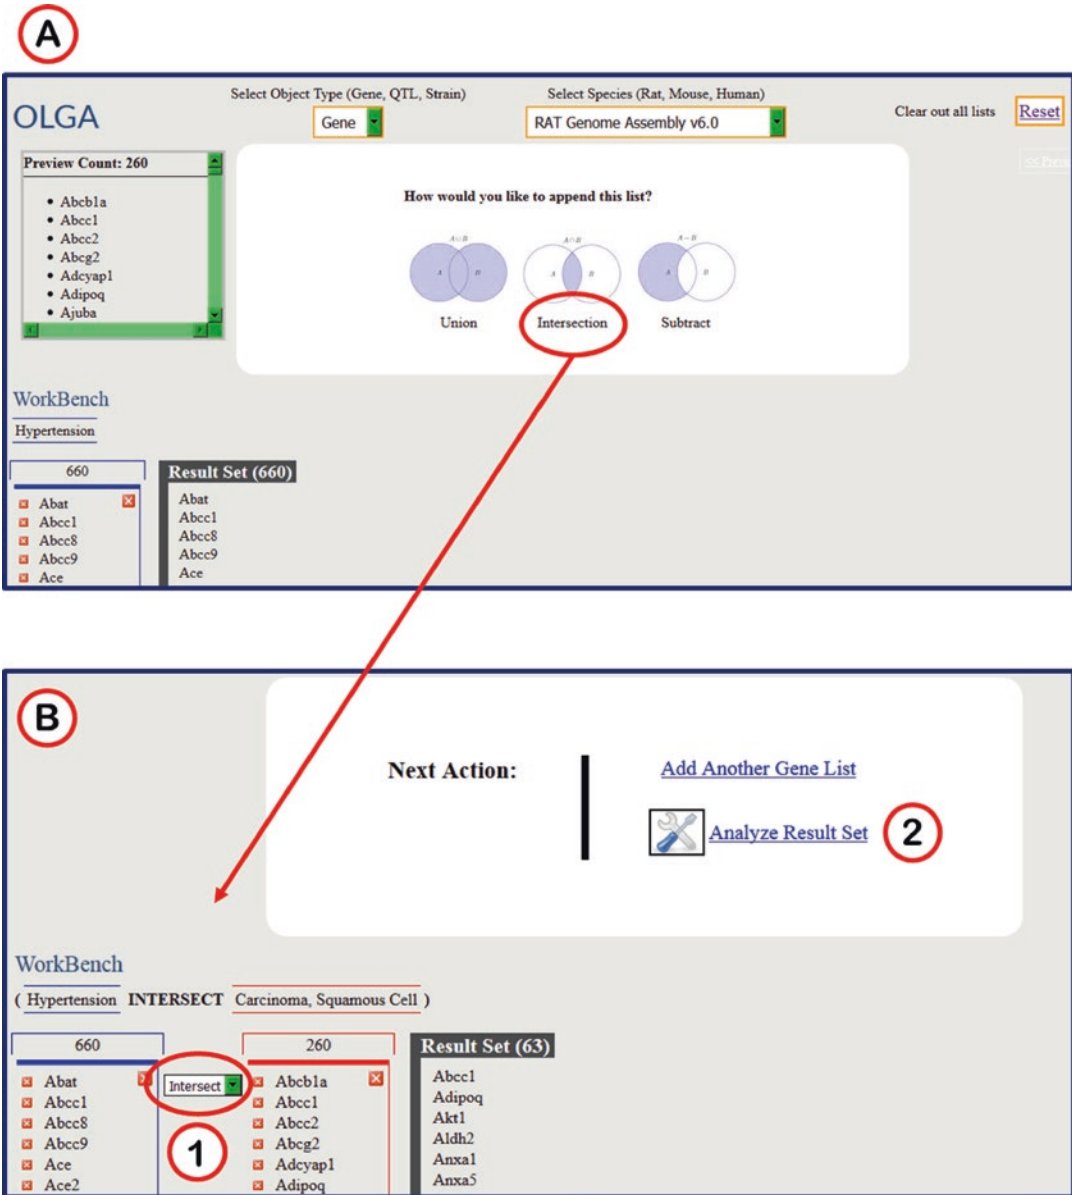 A
OLGA
Select Object Type (Gene, QTL, Strain)
Gene
Select Species (Rat, Mouse, Human)
RAT Genome Assembly v6.0
Clear out all lists
Reset
Preview Count: 260
Abcb1a
Abcc1
Abcc2
Abcg2
Adcyap1
Adipoq
Ajuba
How would you like to append this list?
A∪B
A B
Union
A∩B
A B
Intersection
A − B
A B
Subtract
WorkBench
Hypertension
660
Abat
Abcc1
Abcc8
Abcc9
Ace
Result Set (660)
Abat
Abcc1
Abcc8
Abcc9
Ace
B
Next Action:
Add Another Gene List
Analyze Result Set
2
WorkBench
( Hypertension INTERSECT Carcinoma, Squamous Cell )
660
Abat
Abcc1
Abcc8
Abcc9
Ace
Ace2
Intersect
1
260
Abcb1a
Abcc1
Abcc2
Abcg2
Adcyap1
Adipoq
Result Set (63)
Abcc1
Adipoq
Akt1
Aldh2
Anxa1
Anxa5